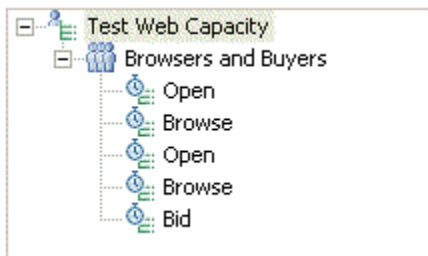 Test Web Capacity
Browsers and Buyers
Open
Browse
Open
Browse
Bid